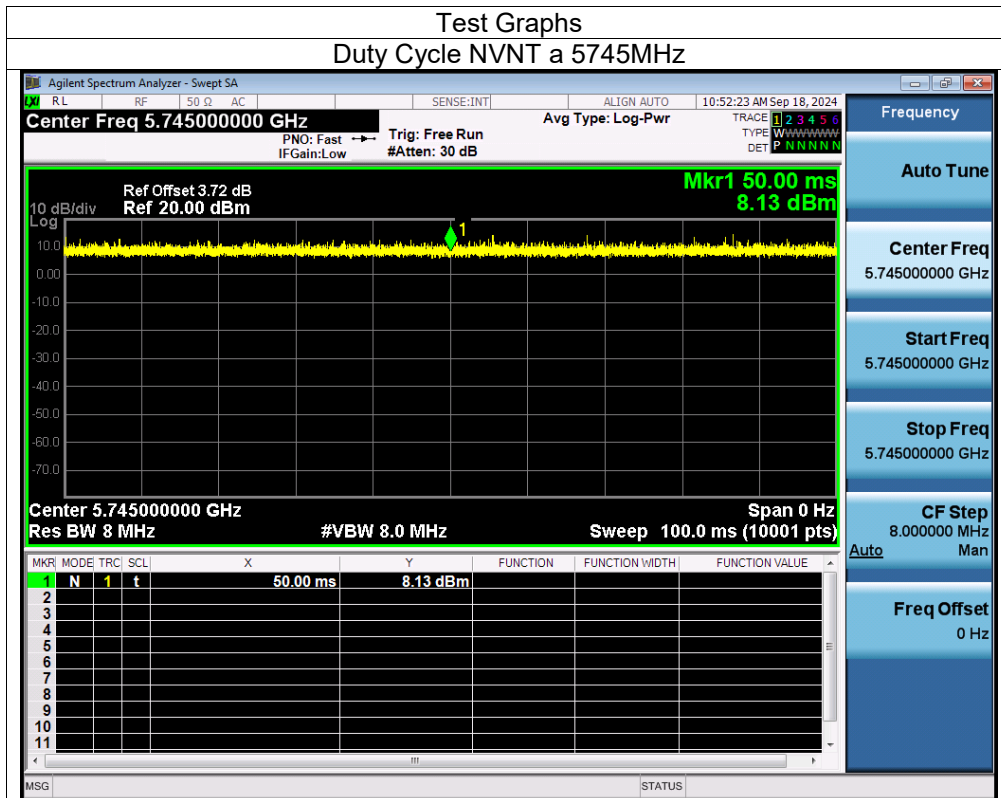 Test Graphs
Duty Cycle NVNT a 5745MHz
Agilent Spectrum Analyzer - Swept SA
LXI RL RF 50 Ω AC SENSE:INT ALIGN AUTO 10:52:23 AM Sep 18, 2024
Center Freq 5.745000000 GHz Avg Type: Log-Pwr TRACE 1 2 3 4 5 6
PNO: Fast Trig: Free Run TYPE WWWWWW
IFGain:Low #Atten: 30 dB DET P N N N N N
Frequency
Auto Tune
Mkr1 50.00 ms
8.13 dBm
Ref Offset 3.72 dB
10 dB/div Ref 20.00 dBm
Log
1
10.0
0.00
-10.0
-20.0
-30.0
-40.0
-50.0
-60.0
-70.0
Center 5.745000000 GHz Span 0 Hz
Res BW 8 MHz #VBW 8.0 MHz Sweep 100.0 ms (10001 pts)
Center Freq
5.745000000 GHz
Start Freq
5.745000000 GHz
Stop Freq
5.745000000 GHz
CF Step
8.000000 MHz
Auto Man
Freq Offset
0 Hz
MKR MODE TRC SCL X Y FUNCTION FUNCTION WIDTH FUNCTION VALUE
1 N 1 t 50.00 ms 8.13 dBm
2
3
4
5
6
7
8
9
10
11
MSG STATUS